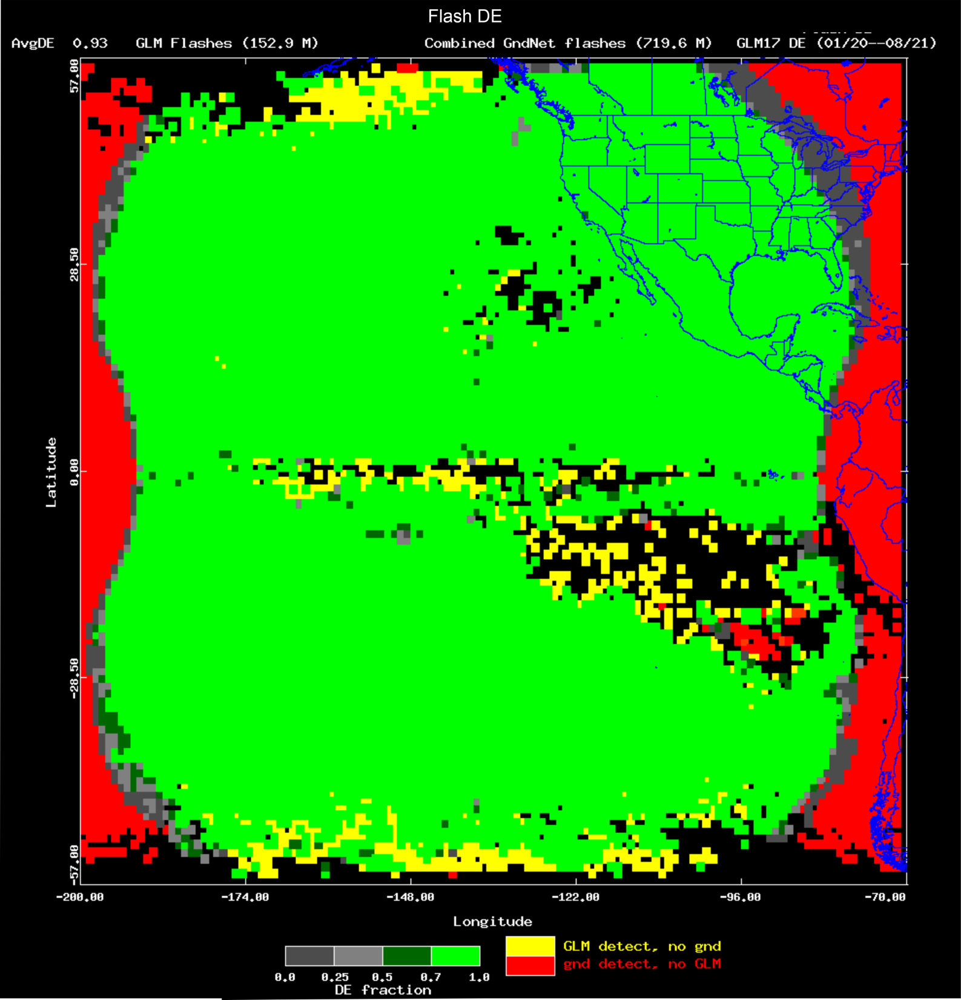 Flash DE
AvgDE 0.93 GLM Flashes (152.9 M) Combined GndNet flashes (719.6 M) GLM17 DE (01/20--08/21)
57.00
28.50
0.00
-28.50
-57.00
Latitude
-200.00 -174.00 -148.00 -122.00 -96.00 -70.00
Longitude
GLM detect, no gnd
gnd detect, no GLM
0.0 0.25 0.5 0.7 1.0
DE fraction